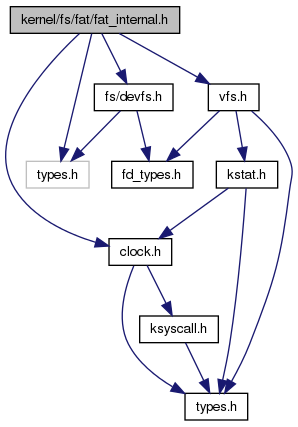 kernel/fs/fat/fat_internal.h
fs/devfs.h
vfs.h
types.h
fd_types.h
kstat.h
clock.h
ksyscall.h
types.h